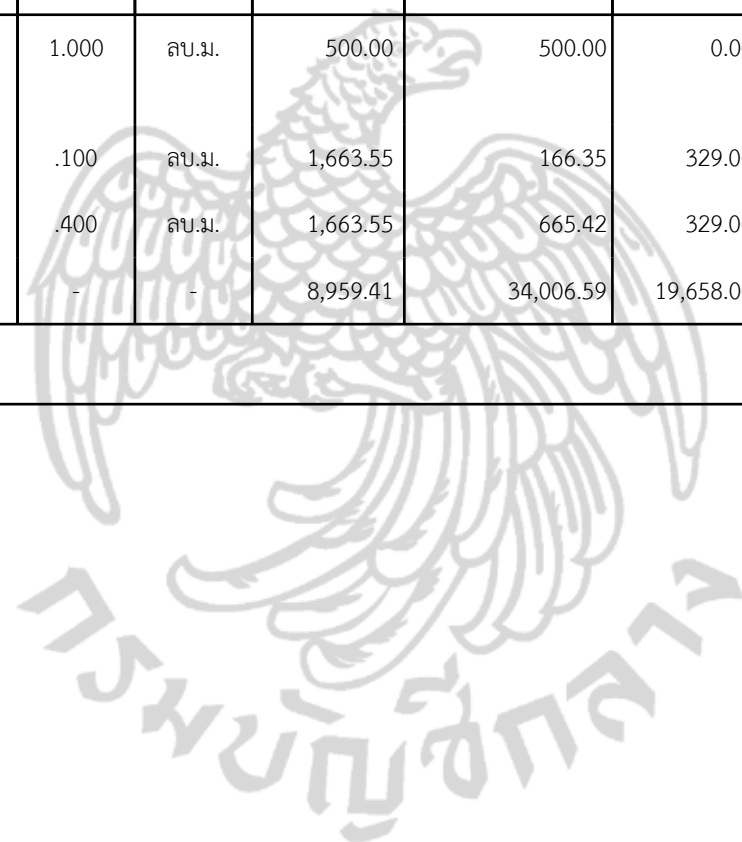 1.000 ลบ.ม. 500.00 500.00 0.0
.100 ลบ.ม. 1,663.55 166.35 329.0
.400 ลบ.ม. 1,663.55 665.42 329.0
- - 8,959.41 34,006.59 19,658.0
กรมบัญชีกลาง